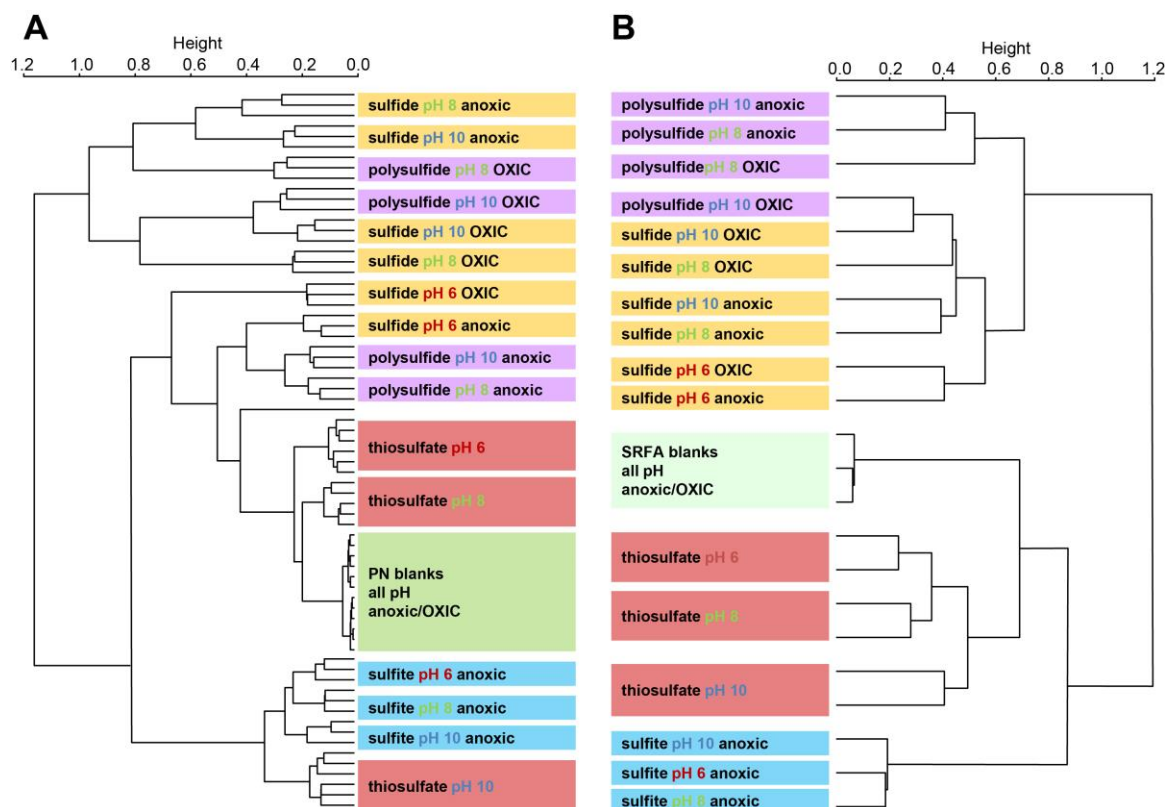 A
Height
1.2 1.0 0.8 0.6 0.4 0.2 0.0
sulfide pH 8 anoxic
sulfide pH 10 anoxic
polysulfide pH 8 OXIC
polysulfide pH 10 OXIC
sulfide pH 10 OXIC
sulfide pH 8 OXIC
sulfide pH 6 OXIC
sulfide pH 6 anoxic
polysulfide pH 10 anoxic
polysulfide pH 8 anoxic
thiosulfate pH 6
thiosulfate pH 8
PN blanks
all pH
anoxic/OXIC
sulfite pH 6 anoxic
sulfite pH 8 anoxic
sulfite pH 10 anoxic
thiosulfate pH 10
B
Height
0.0 0.2 0.4 0.6 0.8 1.0 1.2
polysulfide pH 10 anoxic
polysulfide pH 8 anoxic
polysulfidepH 8 OXIC
polysulfide pH 10 OXIC
sulfide pH 10 OXIC
sulfide pH 8 OXIC
sulfide pH 10 anoxic
sulfide pH 8 anoxic
sulfide pH 6 OXIC
sulfide pH 6 anoxic
SRFA blanks
all pH
anoxic/OXIC
thiosulfate pH 6
thiosulfate pH 8
thiosulfate pH 10
sulfite pH 10 anoxic
sulfite pH 6 anoxic
sulfite pH 8 anoxic